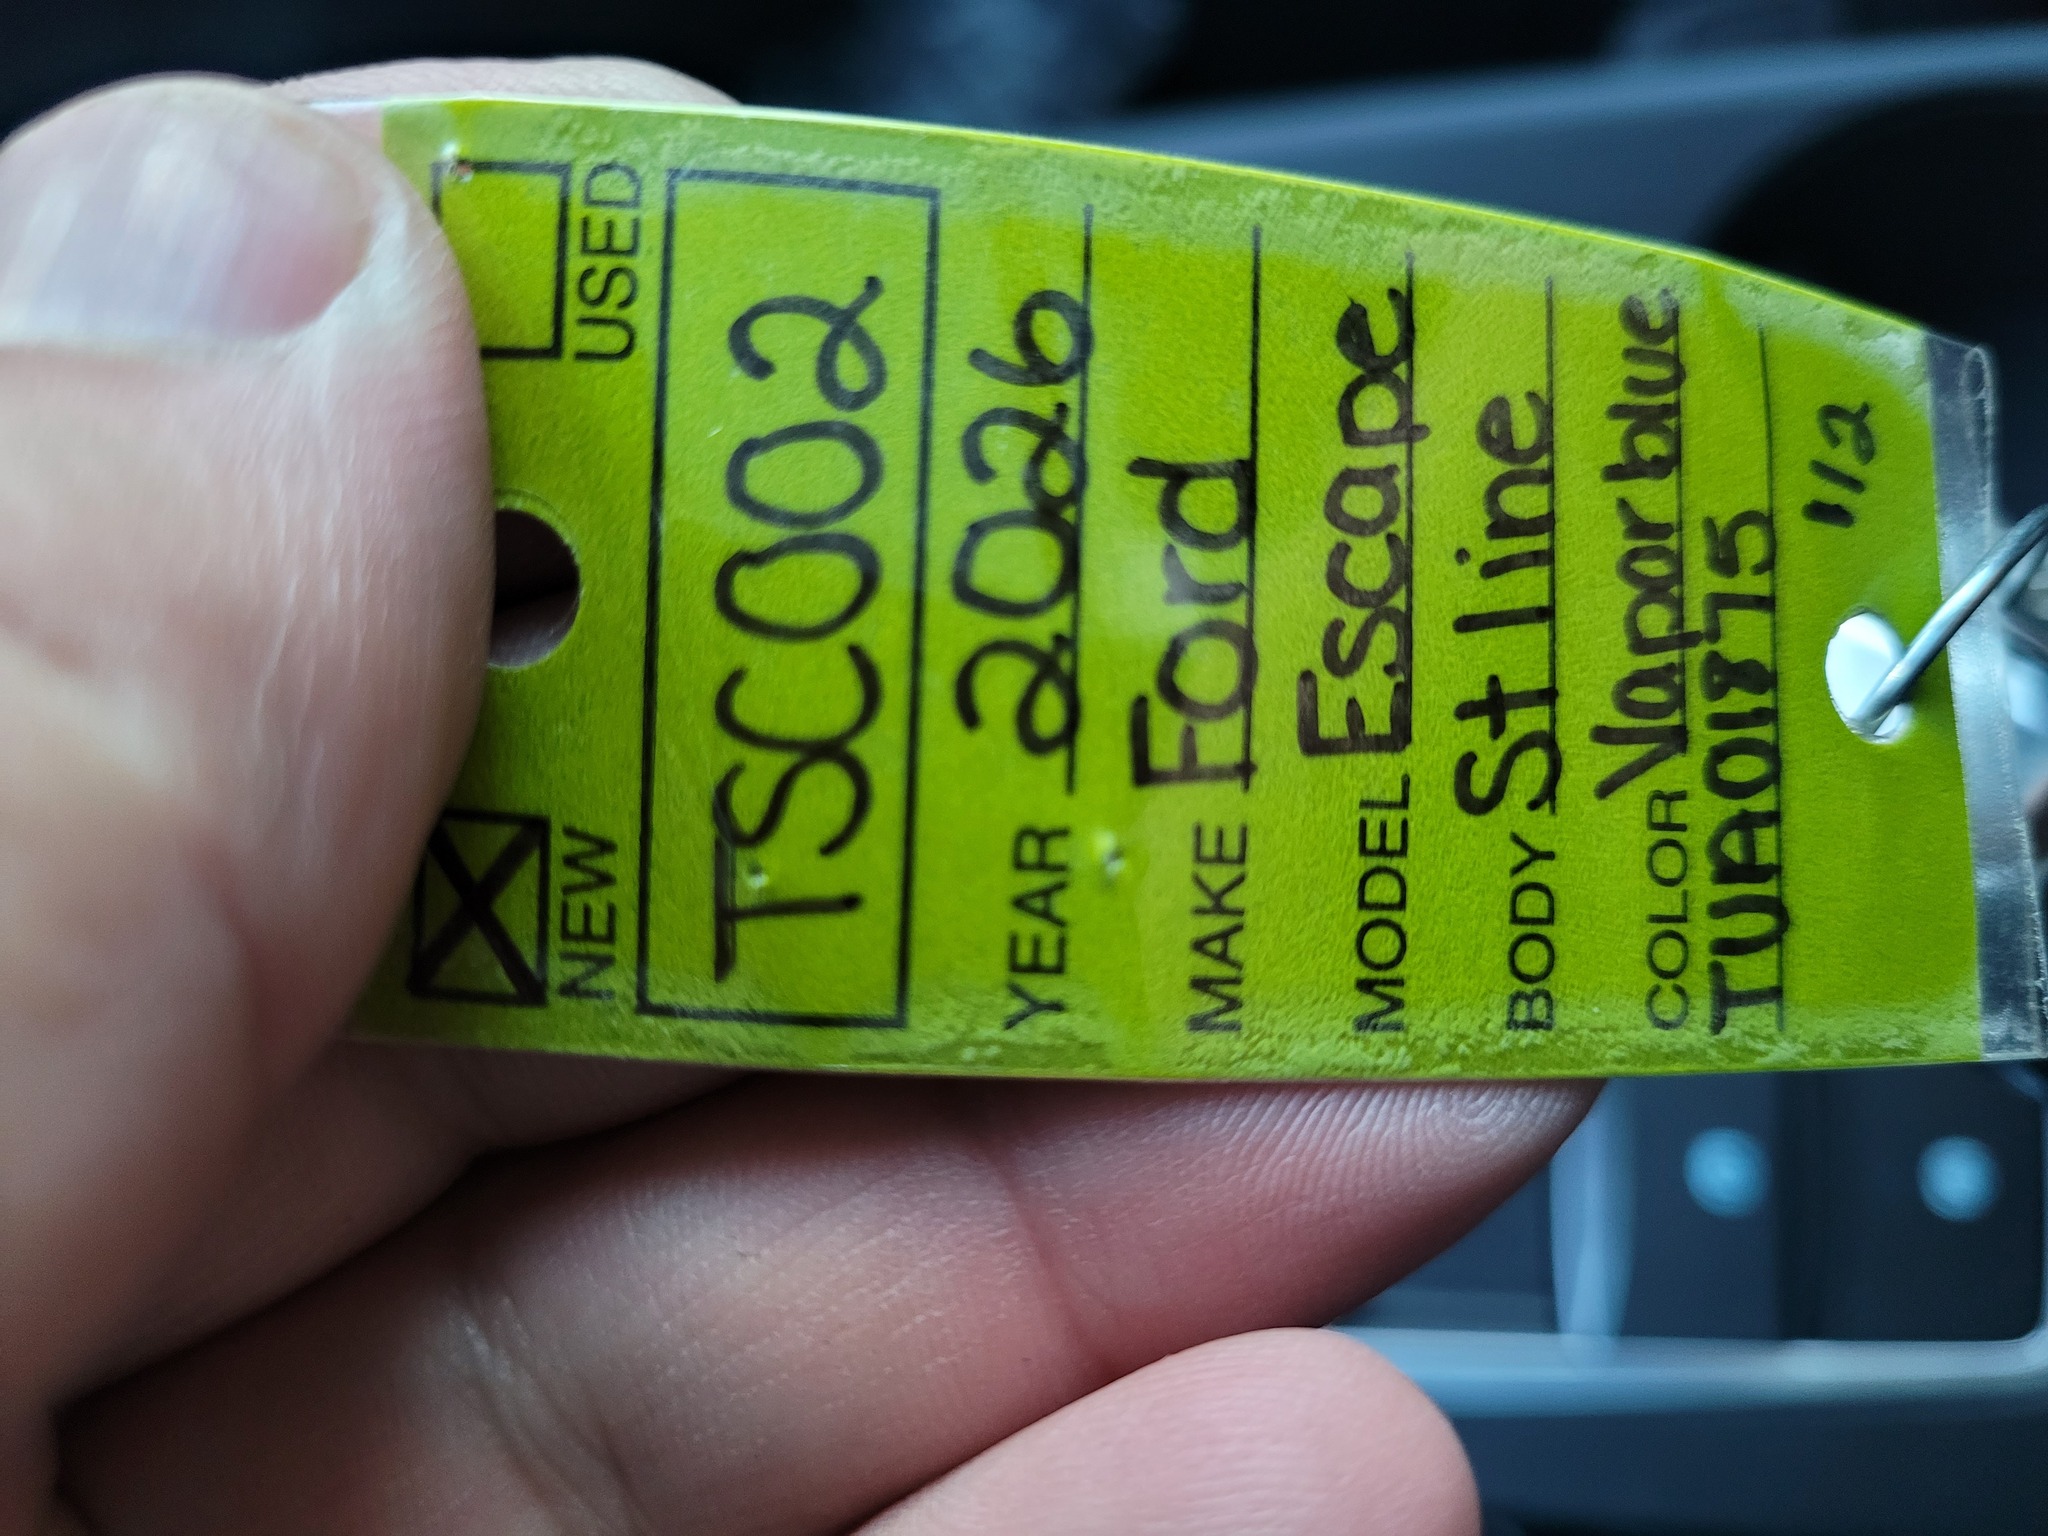 NEW USED
TSC002
YEAR 2026
MAKE Ford
MODEL Escape
BODY St line
COLOR Vapor blue
TUA01875
1/2